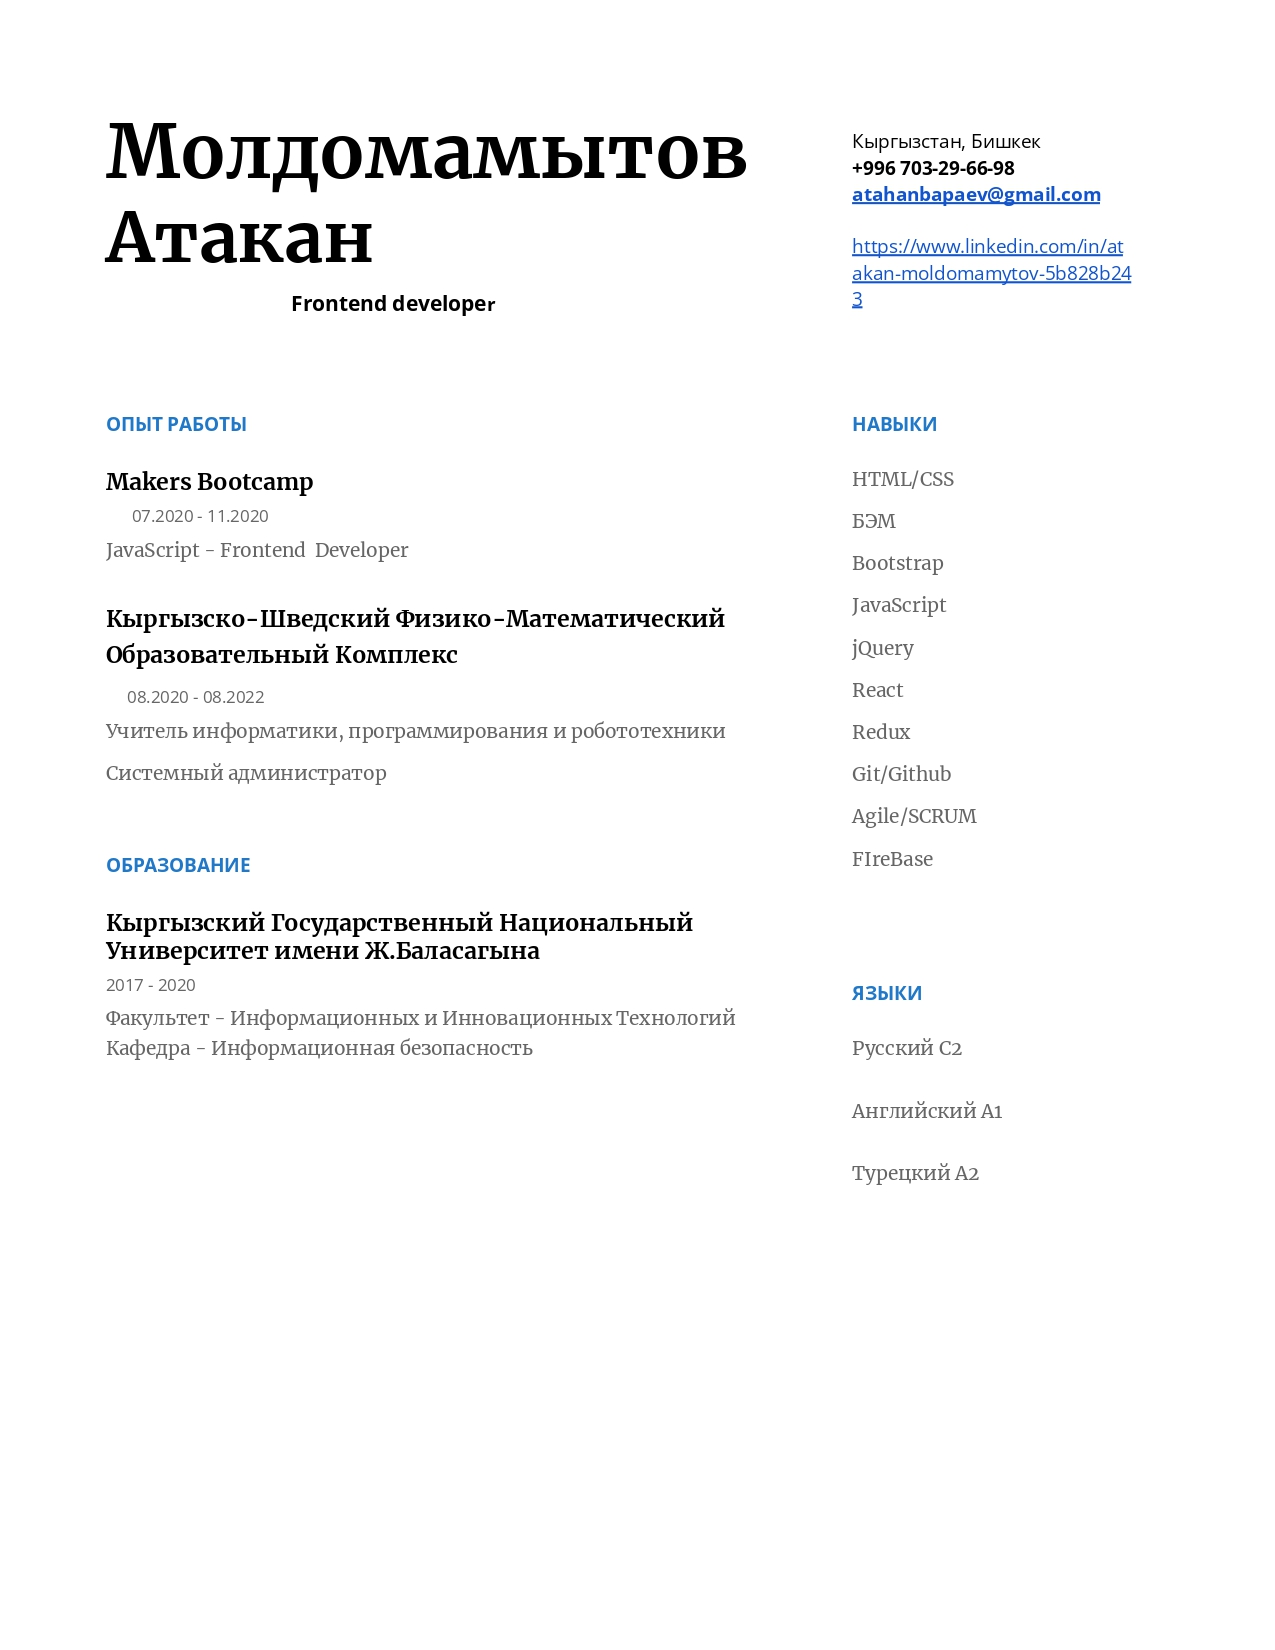 Молдомамытов
Атакан
Frontend developer
Кыргызстан, Бишкек
+996 703-29-66-98
atahanbapaev@gmail.com
https://www.linkedin.com/in/at
akan-moldomamytov-5b828b24
3
ОПЫТ РАБОТЫ
Makers Bootcamp
07.2020 - 11.2020
JavaScript - Frontend  Developer
Кыргызско-Шведский Физико-Математический
Образовательный Комплекс
08.2020 - 08.2022
Учитель информатики, программирования и робототехники
Системный администратор
ОБРАЗОВАНИЕ
Кыргызский Государственный Национальный
Университет имени Ж.Баласагына
2017 - 2020
Факультет - Информационных и Инновационных Технологий
Кафедра - Информационная безопасность
НАВЫКИ
HTML/CSS
БЭМ
Bootstrap
JavaScript
jQuery
React
Redux
Git/Github
Agile/SCRUM
FIreBase
ЯЗЫКИ
Русский C2
Английский A1
Турецкий A2